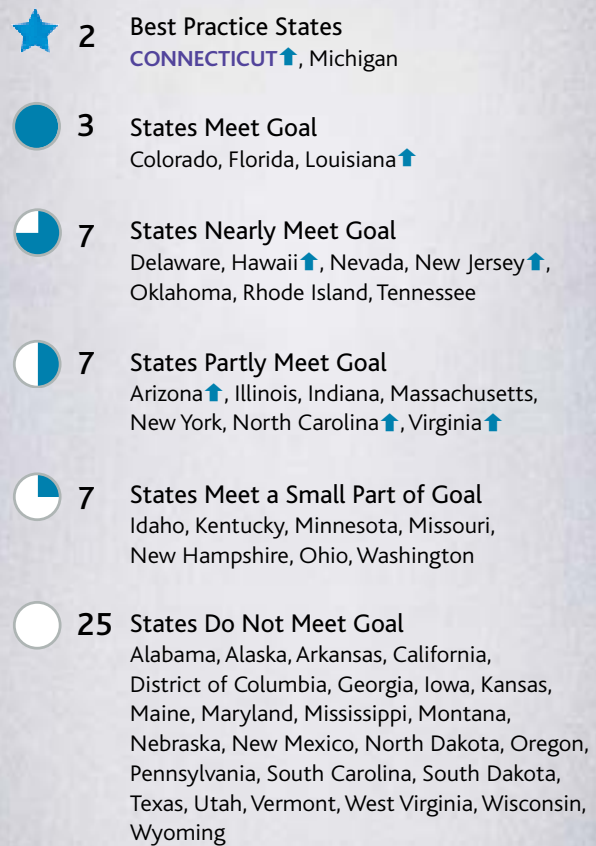 2 Best Practice States
CONNECTICUT⬆, Michigan
3 States Meet Goal
Colorado, Florida, Louisiana⬆
7 States Nearly Meet Goal
Delaware, Hawaii⬆, Nevada, New Jersey⬆,
Oklahoma, Rhode Island, Tennessee
7 States Partly Meet Goal
Arizona⬆, Illinois, Indiana, Massachusetts,
New York, North Carolina⬆, Virginia⬆
7 States Meet a Small Part of Goal
Idaho, Kentucky, Minnesota, Missouri,
New Hampshire, Ohio, Washington
25 States Do Not Meet Goal
Alabama, Alaska, Arkansas, California,
District of Columbia, Georgia, Iowa, Kansas,
Maine, Maryland, Mississippi, Montana,
Nebraska, New Mexico, North Dakota, Oregon,
Pennsylvania, South Carolina, South Dakota,
Texas, Utah, Vermont, West Virginia, Wisconsin,
Wyoming